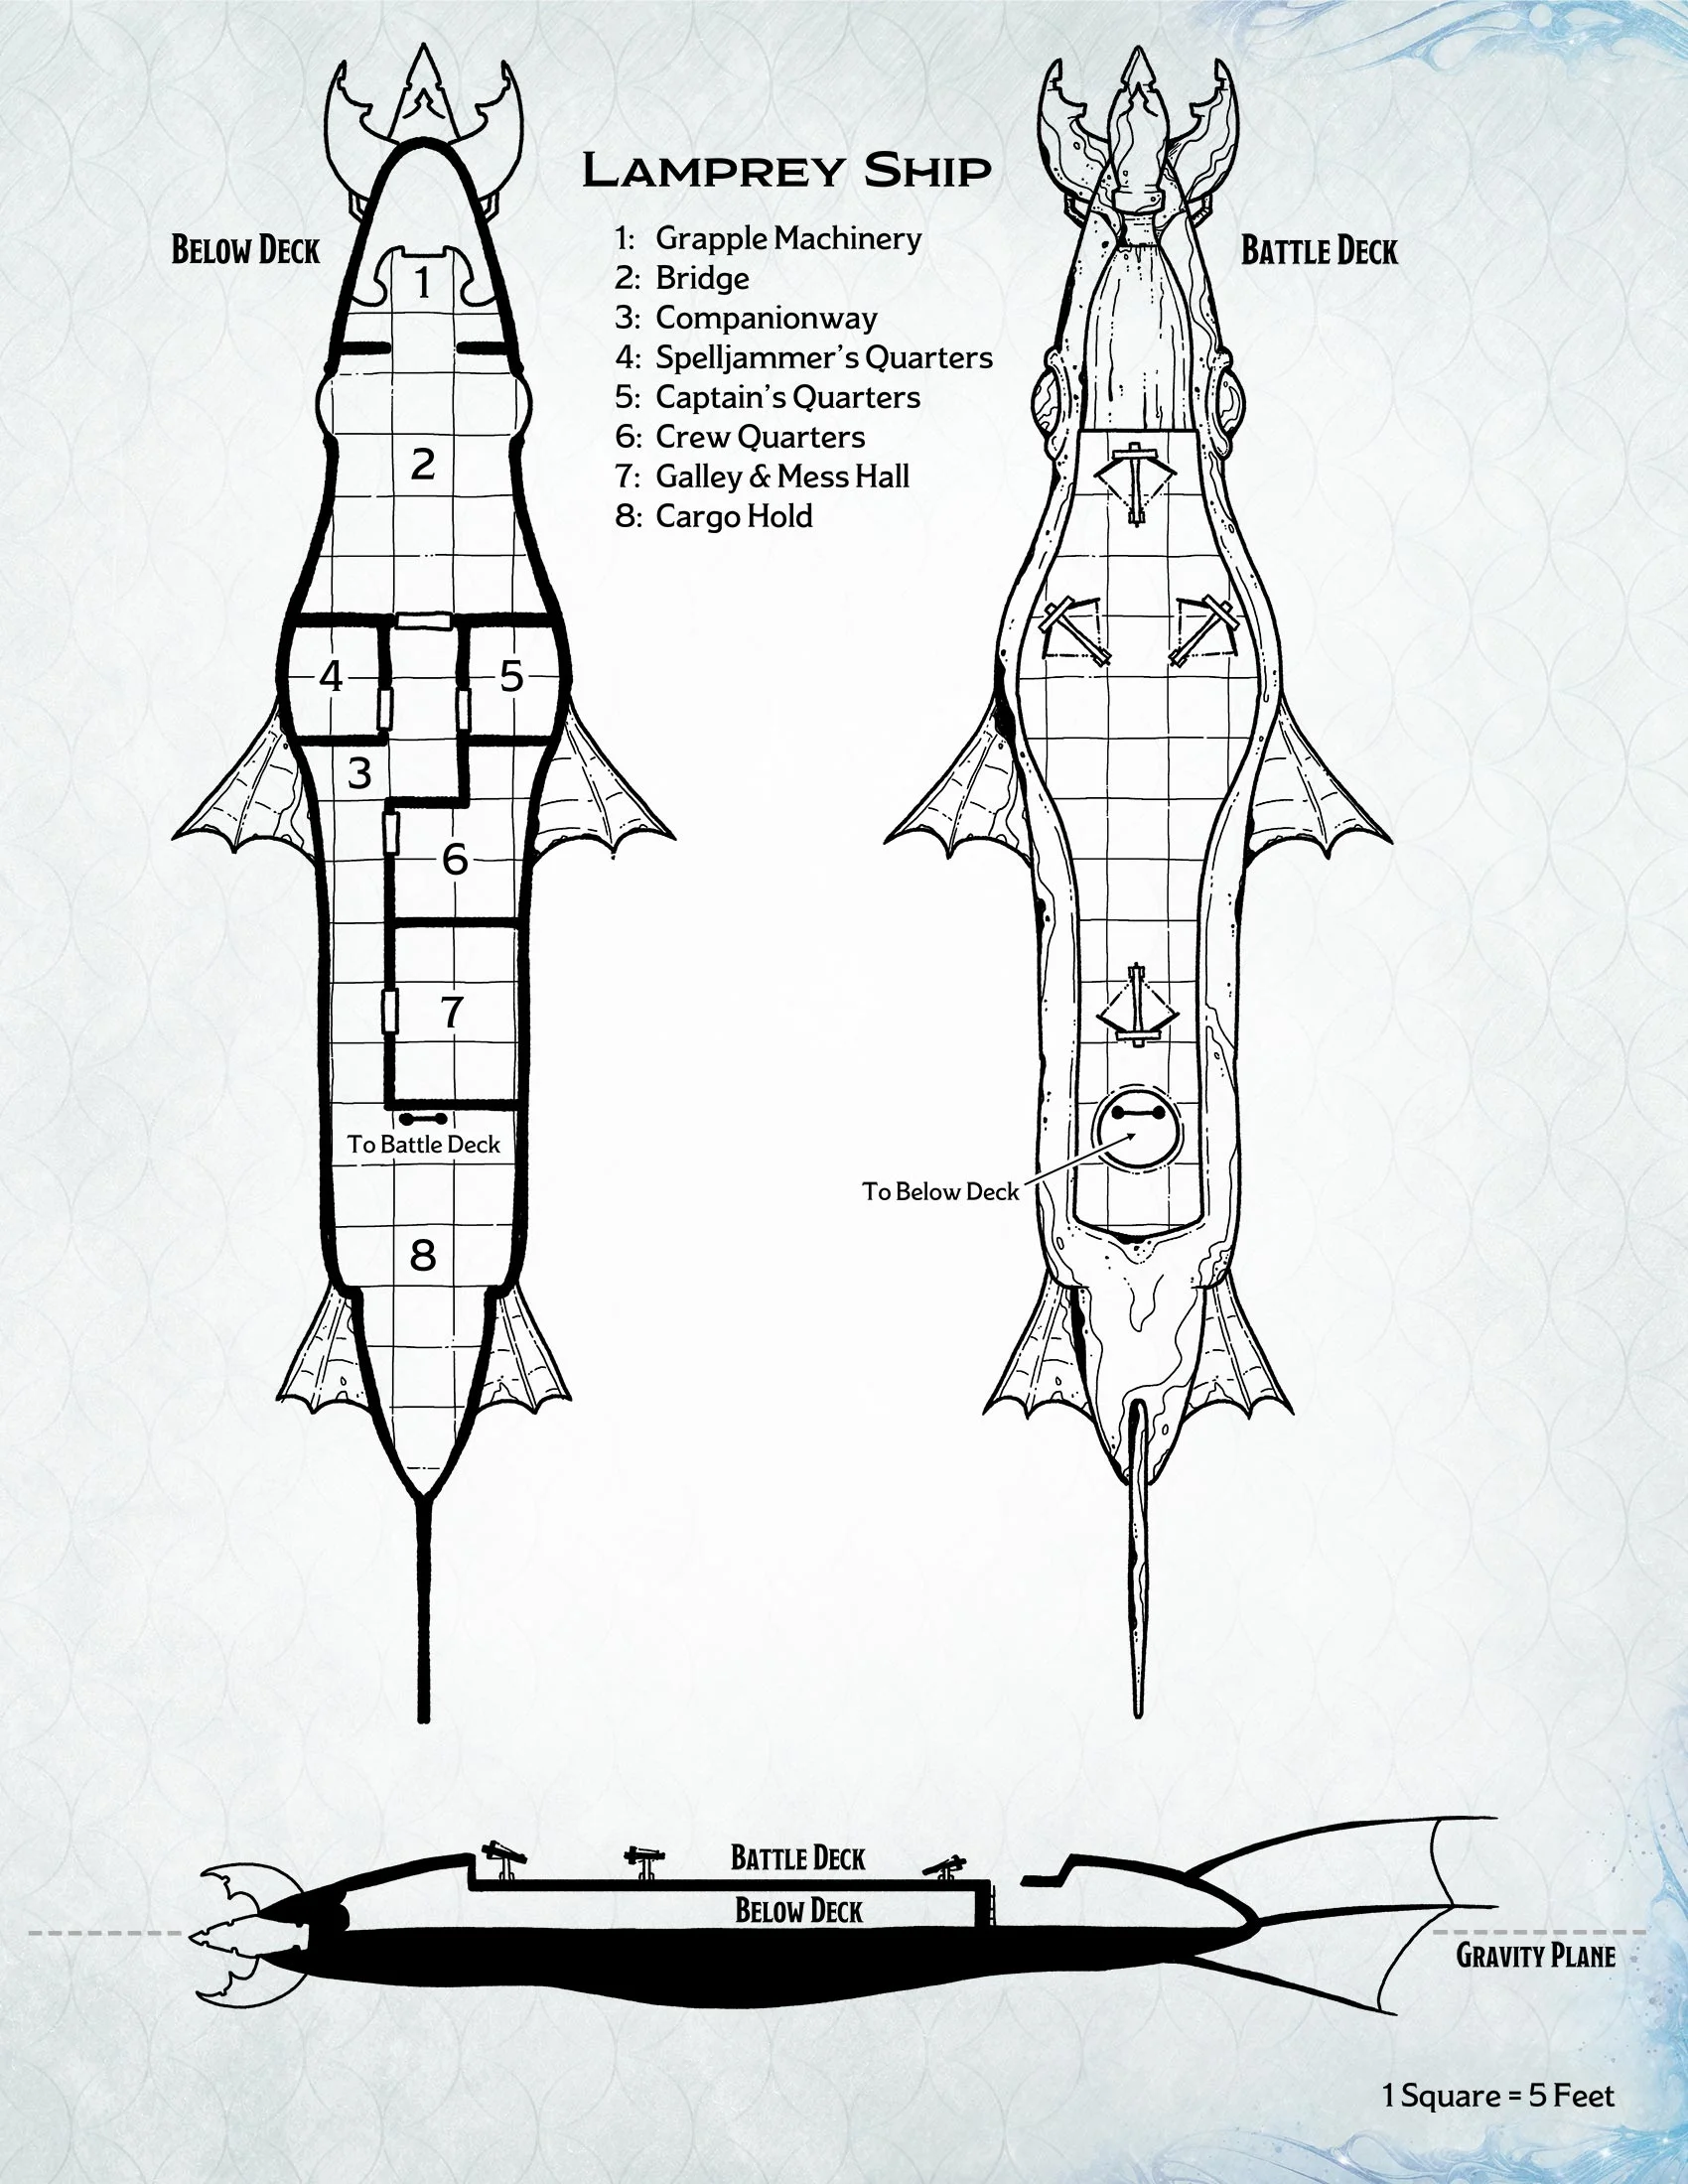 Lamprey Ship
Below Deck
Battle Deck
1: Grapple Machinery
2: Bridge
3: Companionway
4: Spelljammer's Quarters
5: Captain's Quarters
6: Crew Quarters
7: Galley & Mess Hall
8: Cargo Hold
1
2
4
5
3
6
7
To Battle Deck
To Below Deck
8
Battle Deck
Below Deck
Gravity Plane
1 Square = 5 Feet